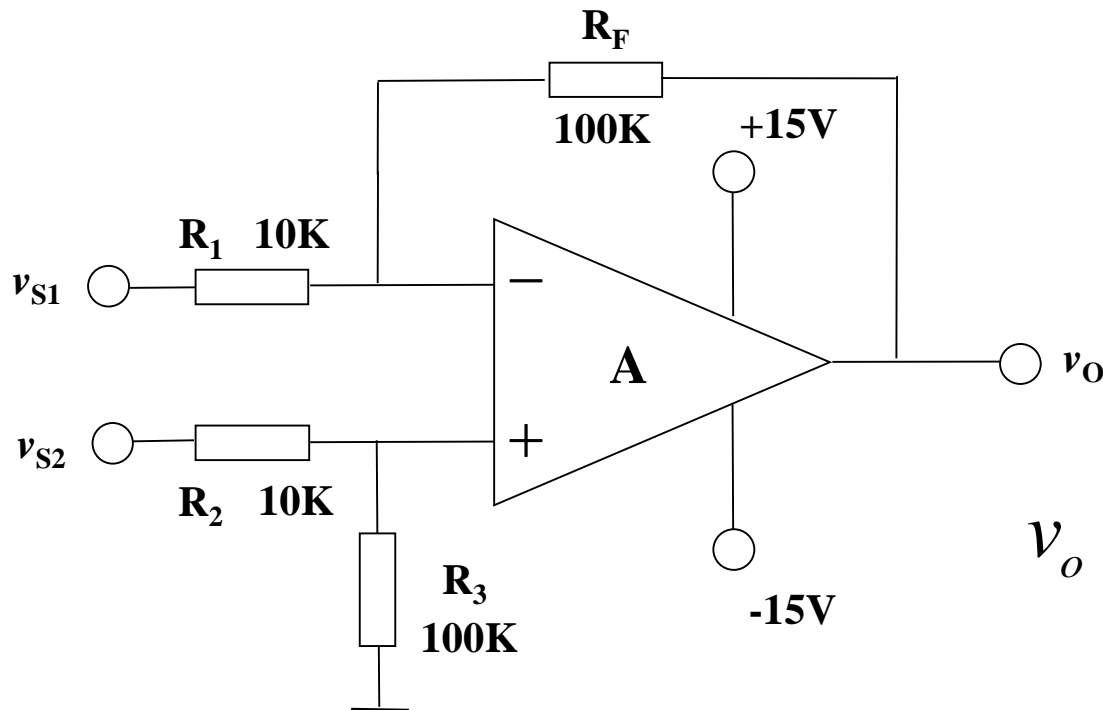 R_F
100K
+15V
R_1 10K
v_S1
−
A
v_O
v_S2
+
R_2 10K
v_o
R_3
100K
-15V